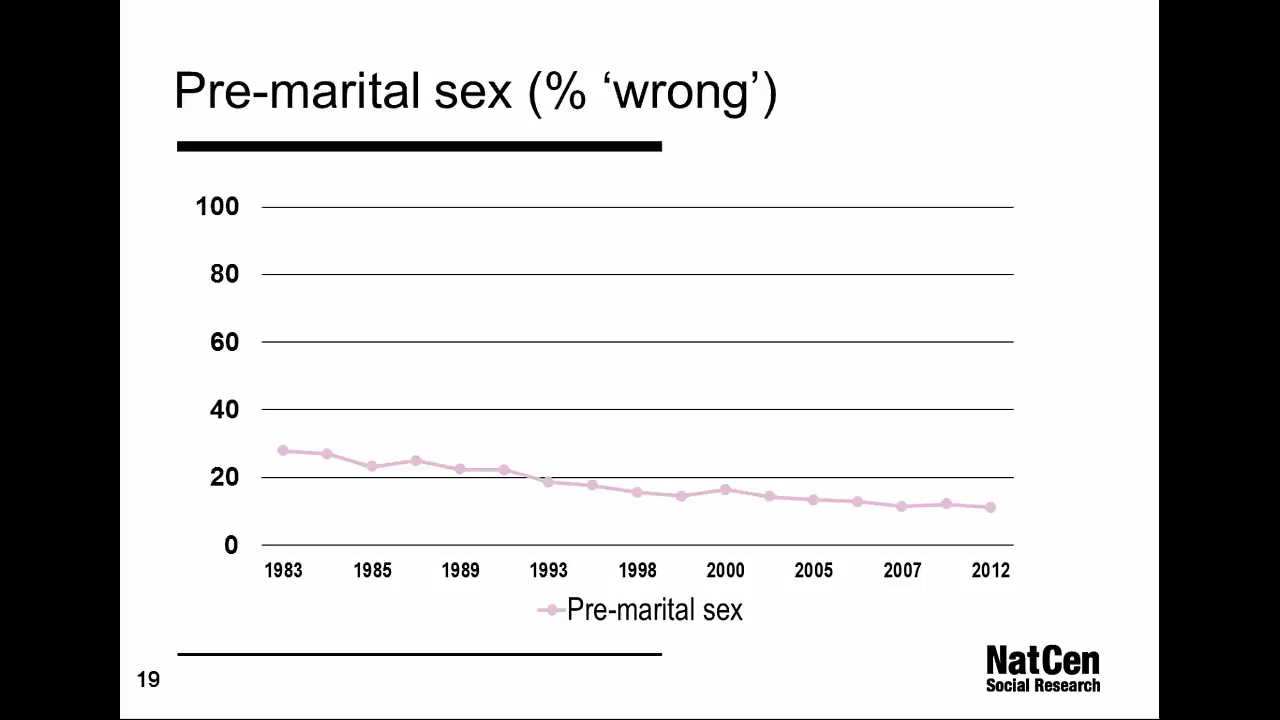 Pre-marital sex (% ‘wrong’)
100
80
60
40
20
0
1983 1985 1989 1993 1998 2000 2005 2007 2012
Pre-marital sex
19
NatCen
Social Research